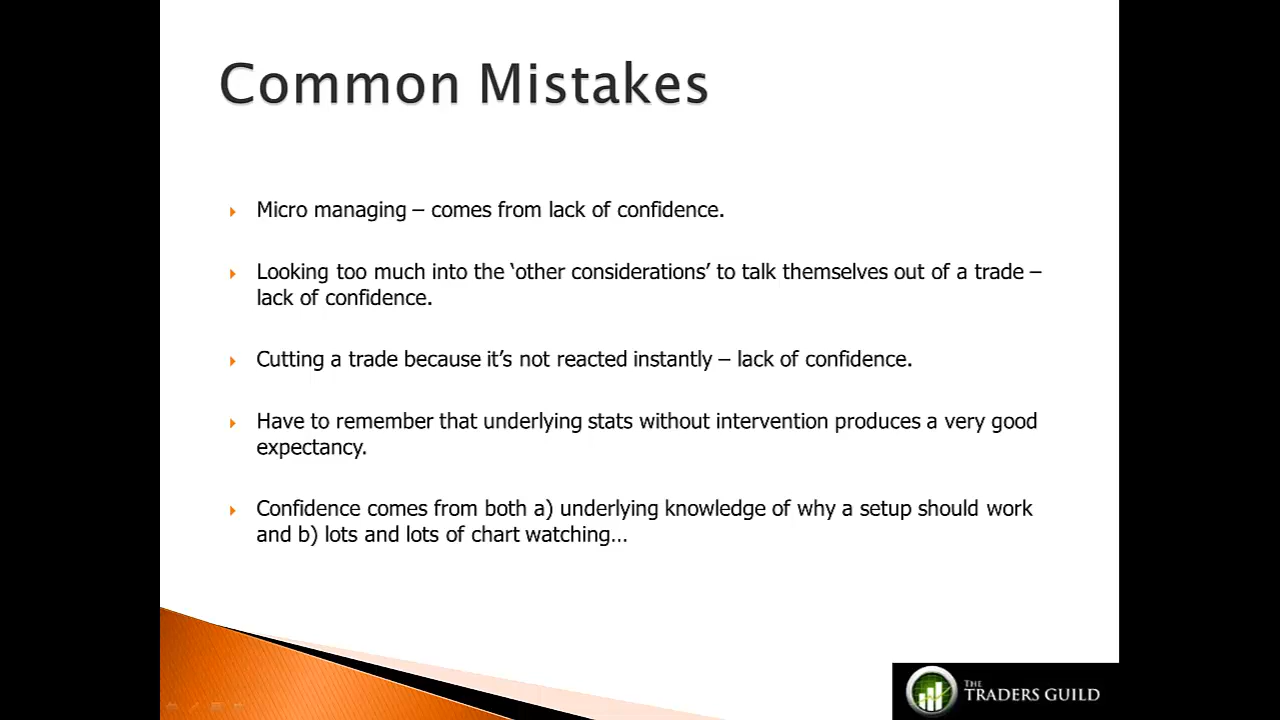 Common Mistakes
Micro managing – comes from lack of confidence.
Looking too much into the ‘other considerations’ to talk themselves out of a trade –
lack of confidence.
Cutting a trade because it’s not reacted instantly – lack of confidence.
Have to remember that underlying stats without intervention produces a very good
expectancy.
Confidence comes from both a) underlying knowledge of why a setup should work
and b) lots and lots of chart watching…
THE
TRADERS GUILD